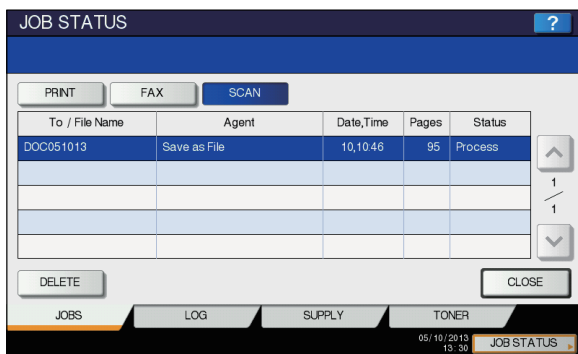 JOB STATUS ?
PRINT FAX SCAN
To / File Name Agent Date,Time Pages Status
DOC051013 Save as File 10,10:46 95 Process
1
1
DELETE CLOSE
JOBS LOG SUPPLY TONER
05/10/2013
13:30 JOB STATUS